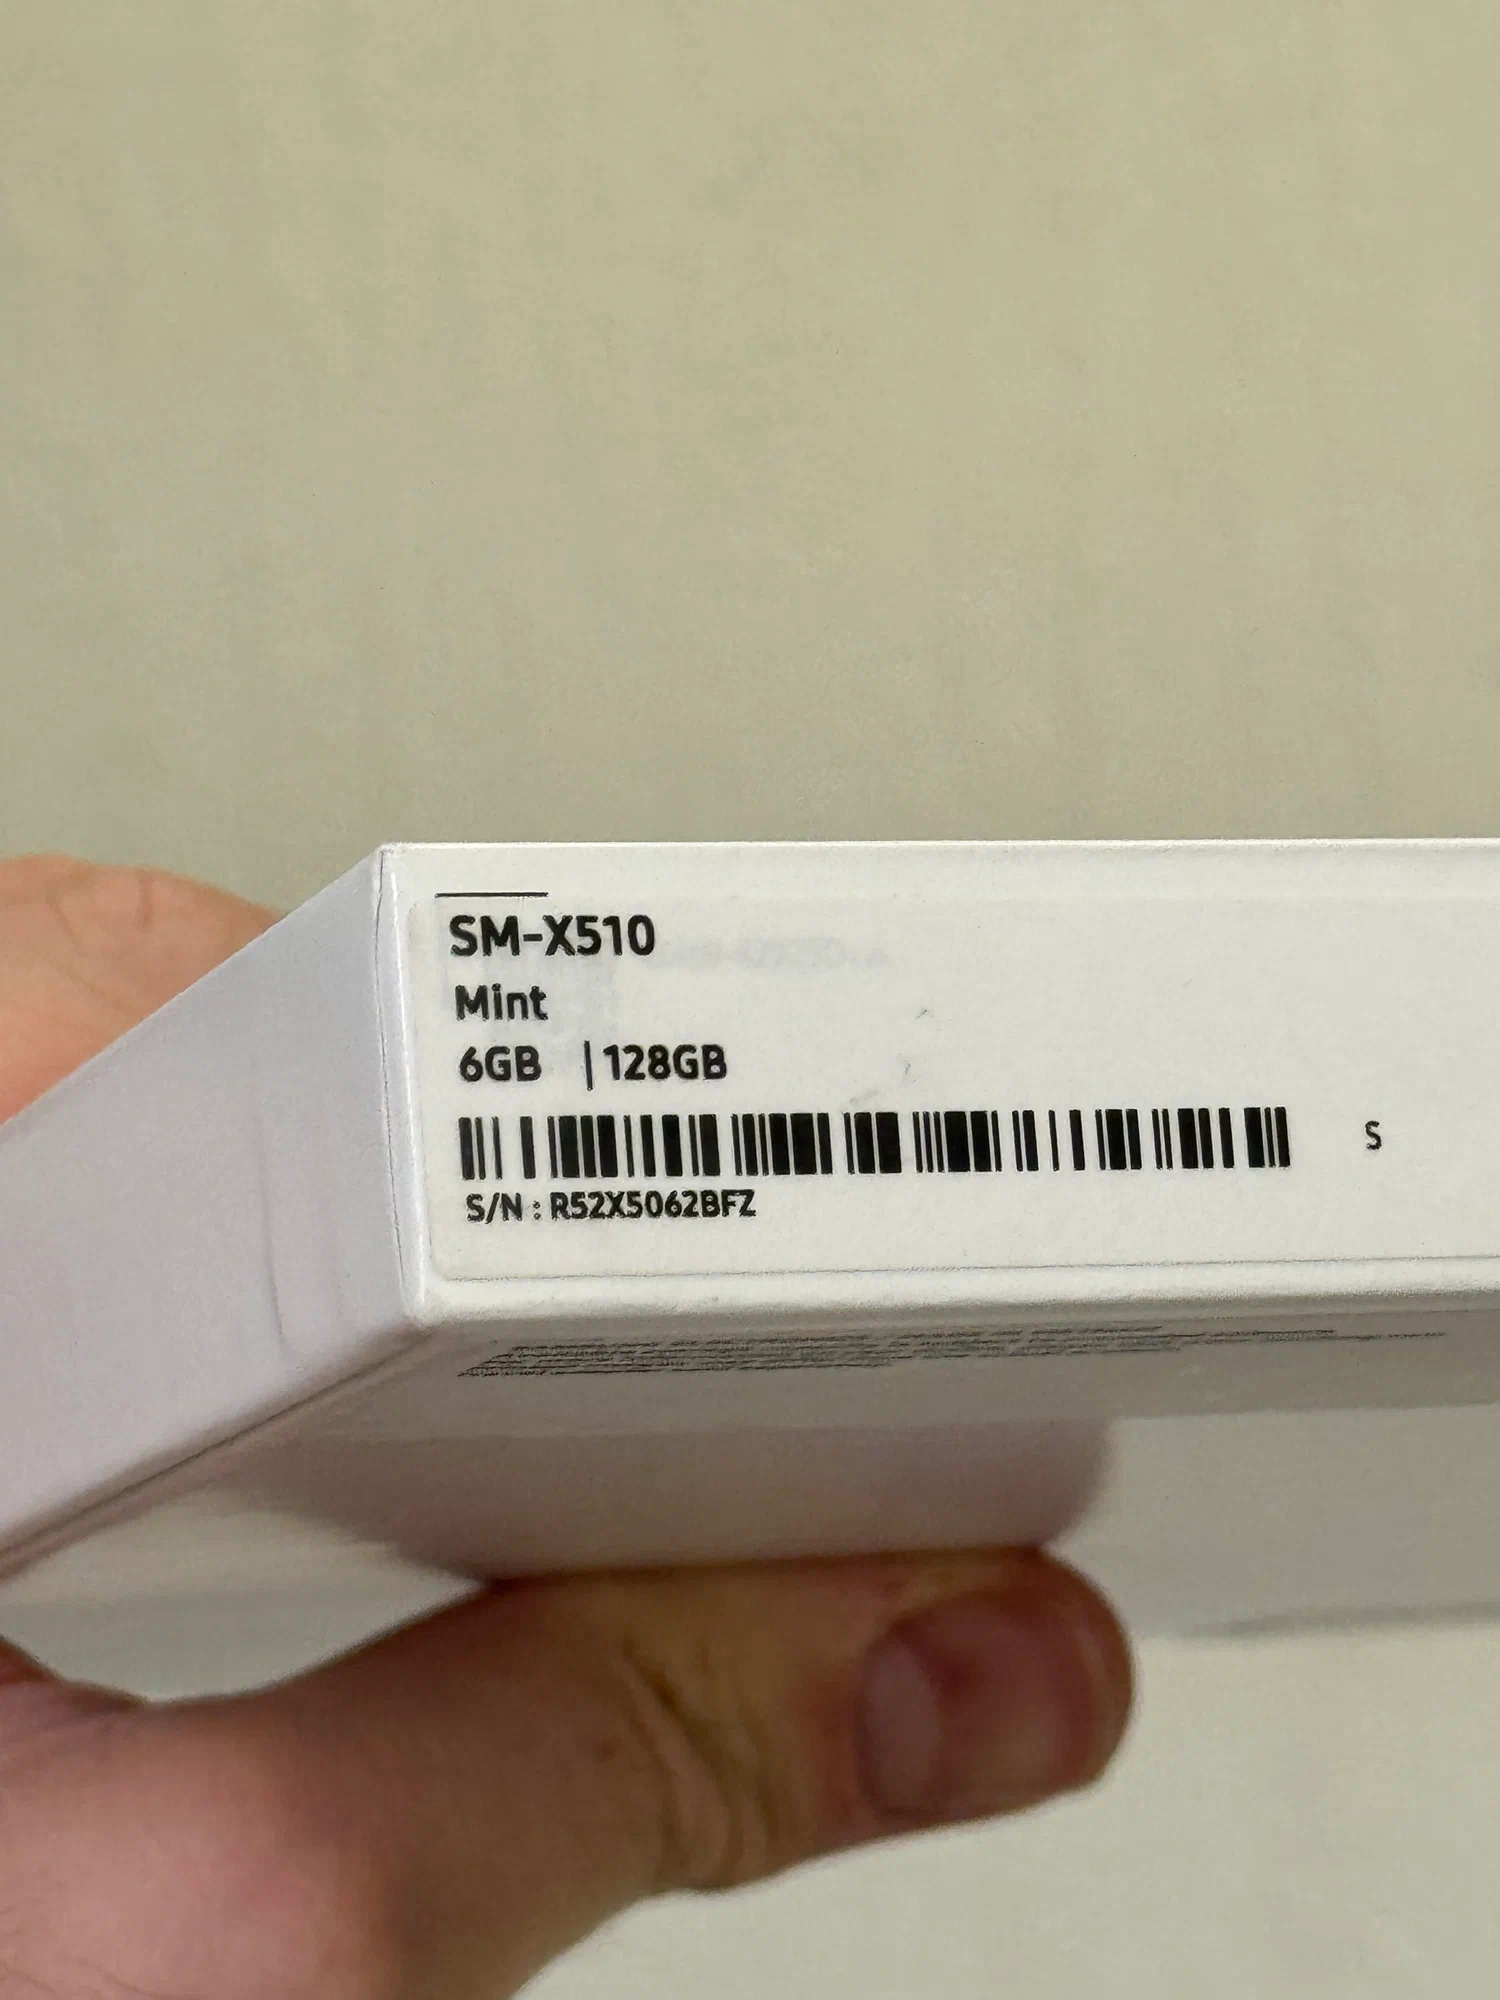 SM-X510
Mint
6GB | 128GB
S
S/N : R52X5062BFZ